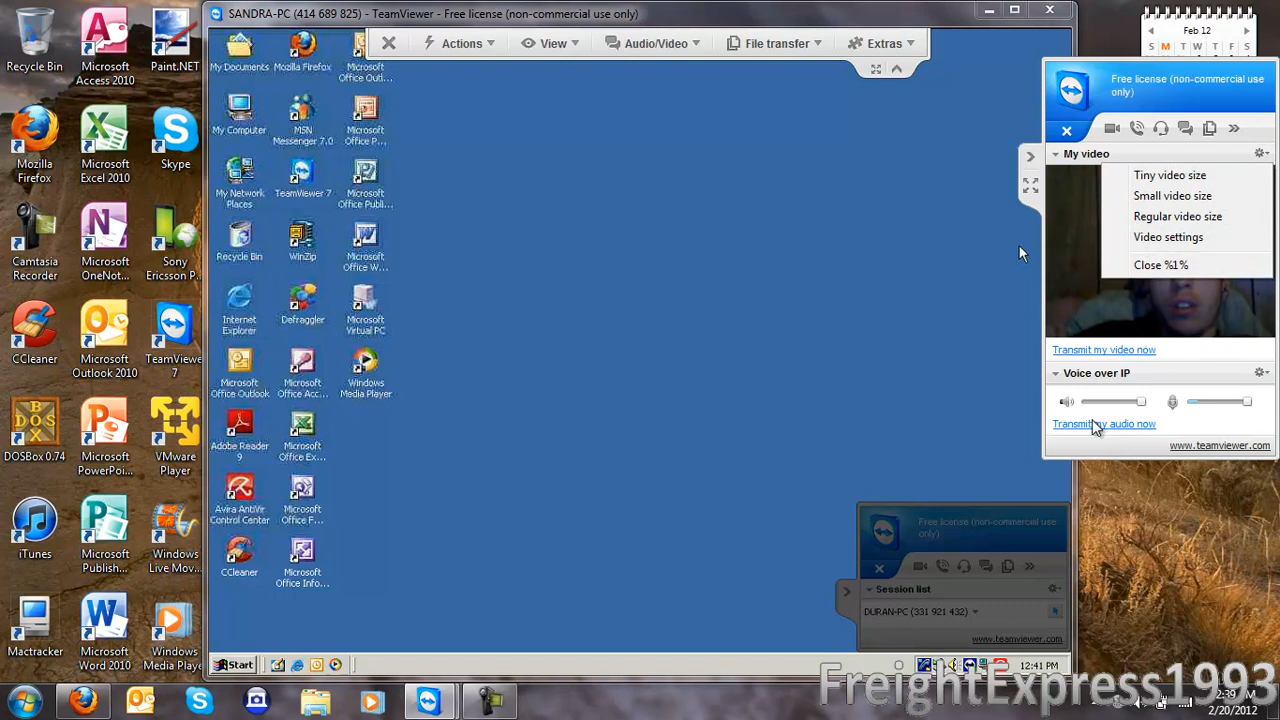 SANDRA-PC (414 689 825) - TeamViewer - Free license (non-commercial use only)
Actions
View
Audio/Video
File transfer
Extras
Recycle Bin
Microsoft
Access 2010
Paint.NET
Mozilla
Firefox
Microsoft
Excel 2010
Skype
Camtasia
Recorder
Microsoft
OneNot...
Sony
Ericsson P...
CCleaner
Microsoft
Outlook 2010
TeamViewer
7
DOSBox 0.74
Microsoft
PowerPoi...
VMware
Player
iTunes
Microsoft
Publish...
Windows
Live Mov...
Mactracker
Microsoft
Word 2010
Windows
Media Player
My Documents
Mozilla Firefox
Microsoft
Office Outl...
My Computer
MSN
Messenger 7.0
Microsoft
Office P...
My Network
Places
TeamViewer 7
Microsoft
Office Publi...
Recycle Bin
WinZip
Microsoft
Office W...
Internet
Explorer
Defraggler
Microsoft
Virtual PC
Microsoft
Office Outlook
Microsoft
Office Acc...
Windows
Media Player
Adobe Reader
9
Microsoft
Office Ex...
Avira AntiVir
Control Center
Microsoft
Office F...
CCleaner
Microsoft
Office Info...
Feb 12
S M T W T F S
Free license (non-commercial use
only)
My video
Tiny video size
Small video size
Regular video size
Video settings
Close %1%
Transmit my video now
Voice over IP
Transmit my audio now
www.teamviewer.com
Free license (non-commercial use
only)
Session list
DURAN-PC (331 921 432)
www.teamviewer.com
Start
12:41 PM
FreightExpress1993
2:39 PM
2/20/2012